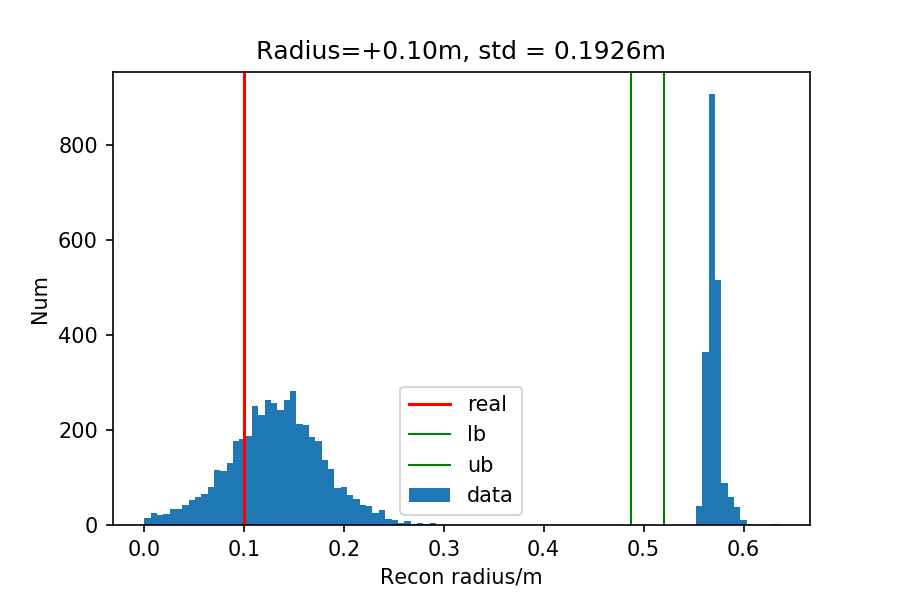 Radius=+0.10m, std = 0.1926m
800
600
400
200
0
Num
real
lb
ub
data
0.0 0.1 0.2 0.3 0.4 0.5 0.6
Recon radius/m